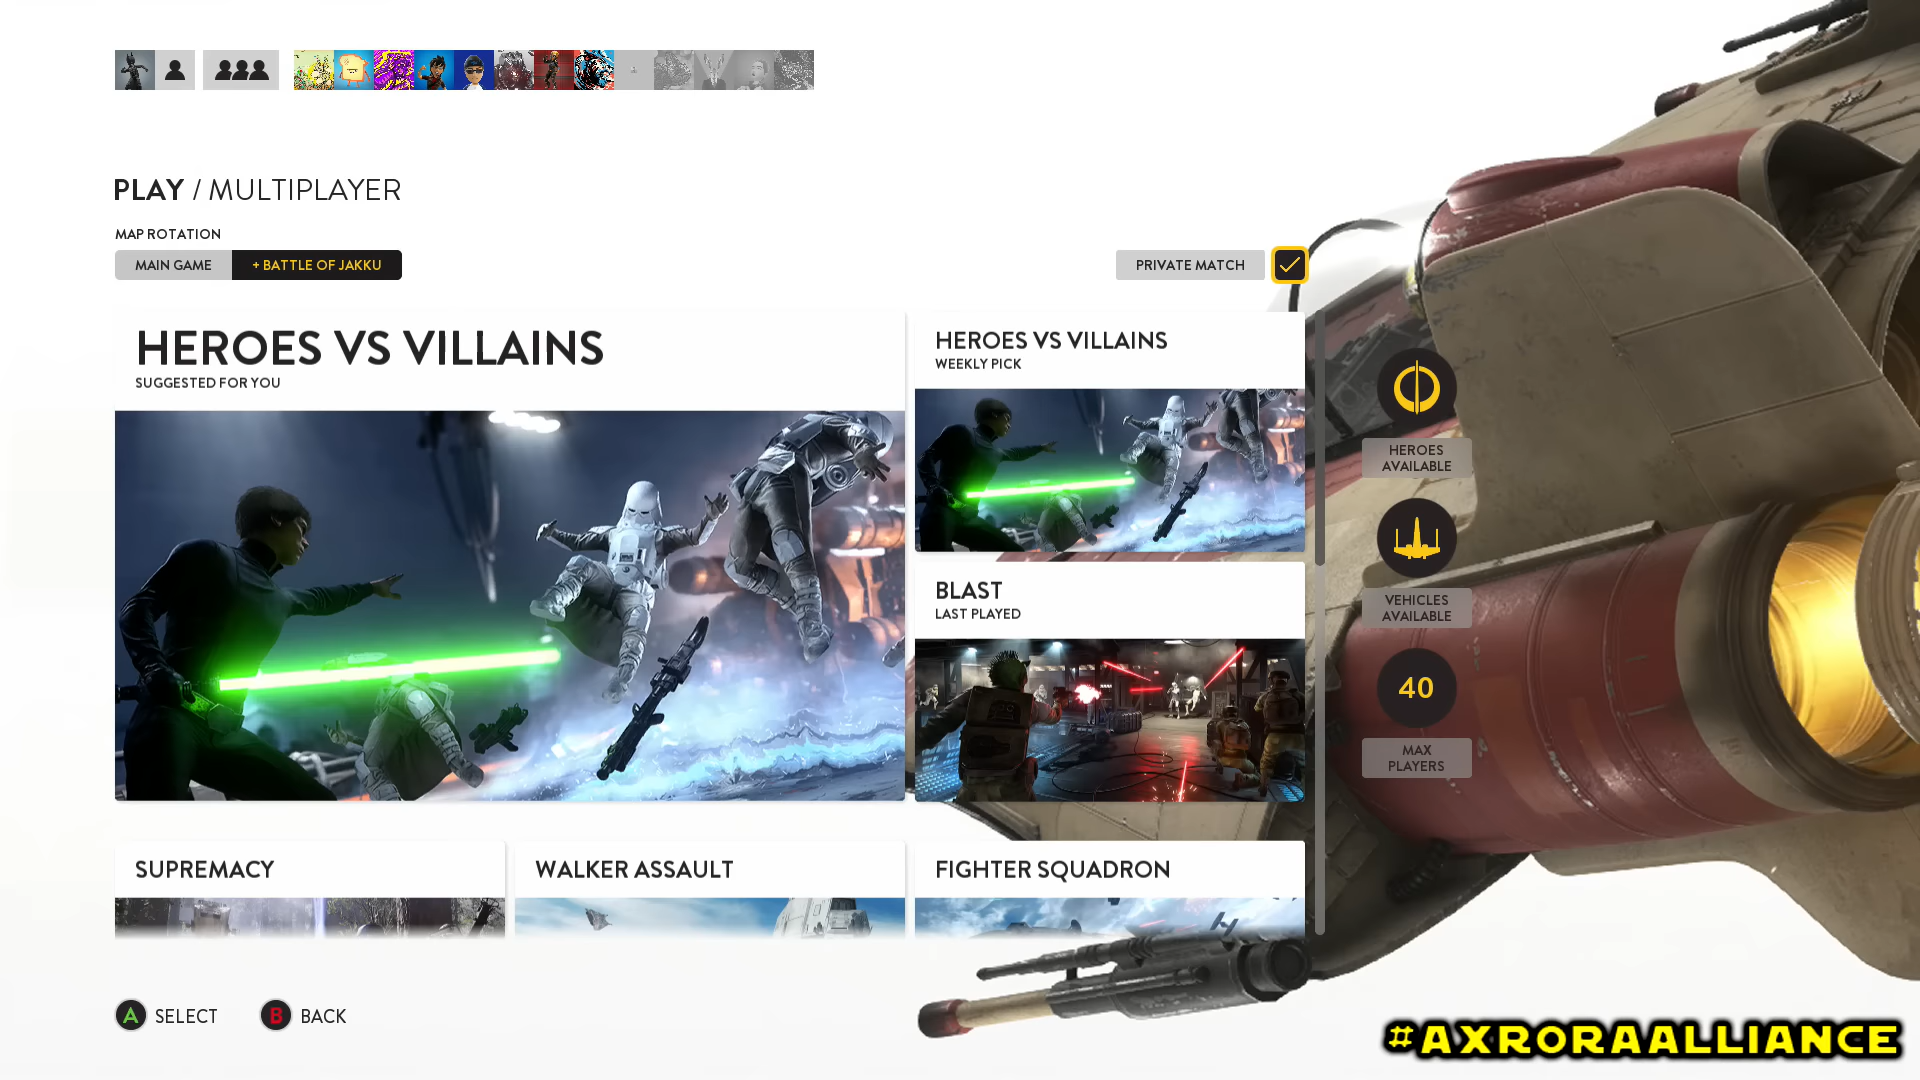 PLAY / MULTIPLAYER
MAP ROTATION
MAIN GAME
+ BATTLE OF JAKKU
PRIVATE MATCH
HEROES VS VILLAINS
SUGGESTED FOR YOU
HEROES VS VILLAINS
WEEKLY PICK
BLAST
LAST PLAYED
HEROES
AVAILABLE
VEHICLES
AVAILABLE
40
MAX
PLAYERS
SUPREMACY
WALKER ASSAULT
FIGHTER SQUADRON
A SELECT
B BACK
#AXRORAALLIANCE